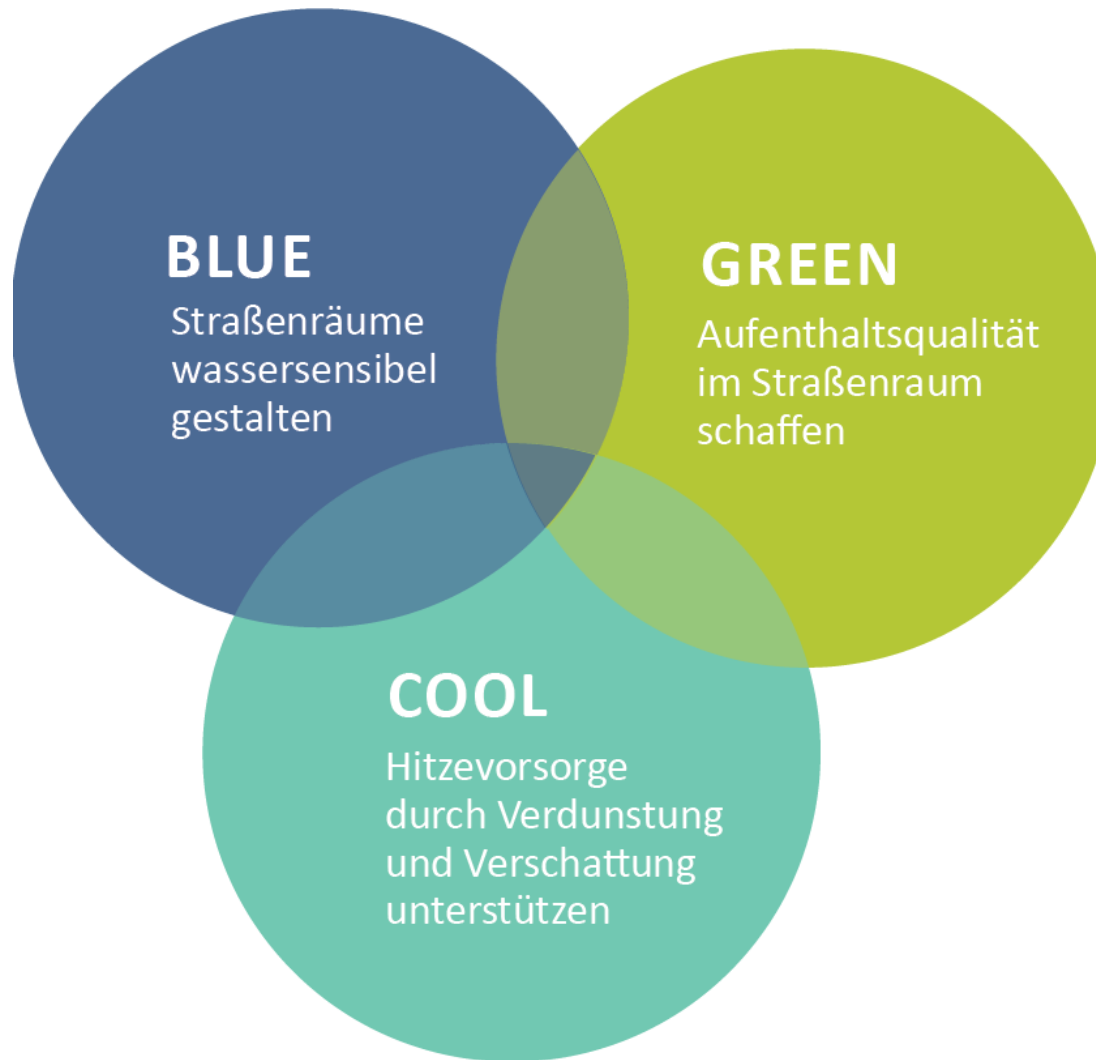 BLUE
Straßenräume
wassersensibel
gestalten
GREEN
Aufenthaltsqualität
im Straßenraum
schaffen
COOL
Hitzevorsorge
durch Verdunstung
und Verschattung
unterstützen